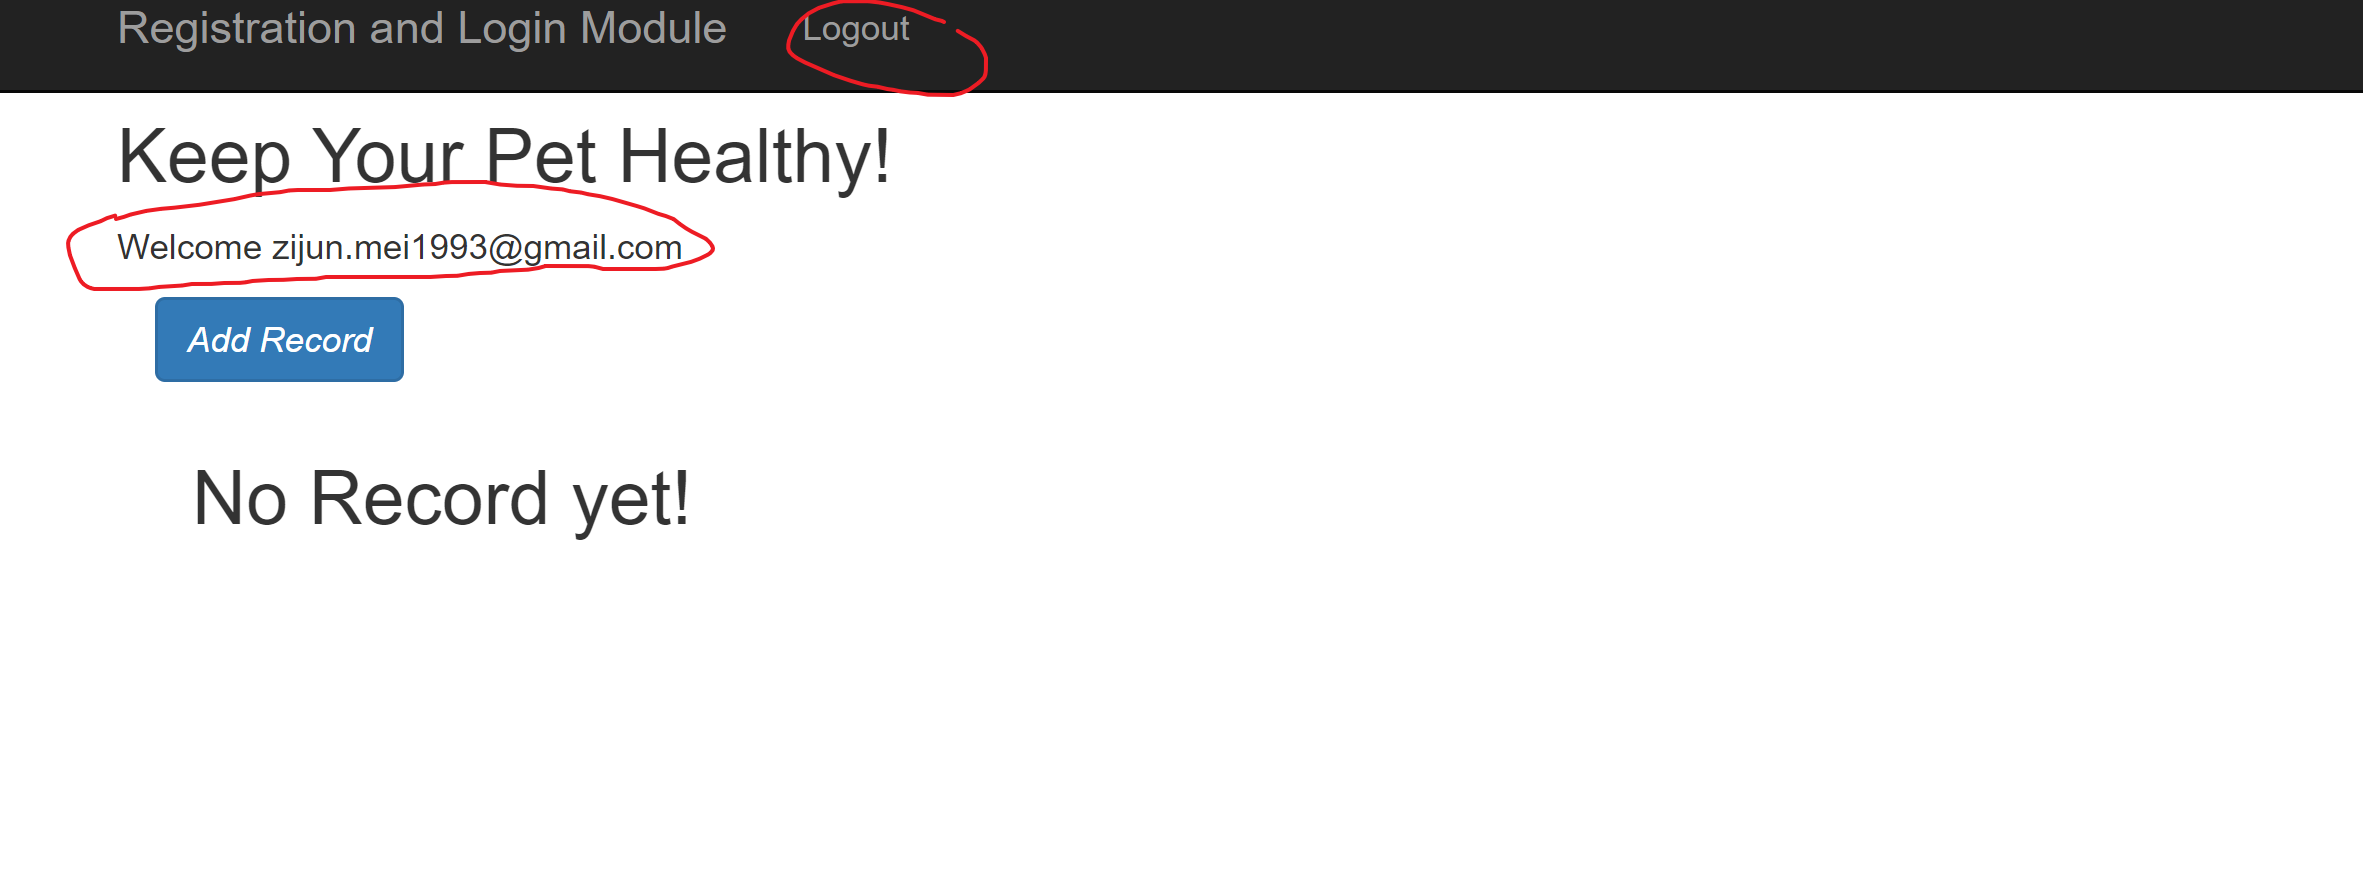 Registration and Login Module Logout
Keep Your Pet Healthy!
Welcome zijun.mei1993@gmail.com
Add Record
No Record yet!